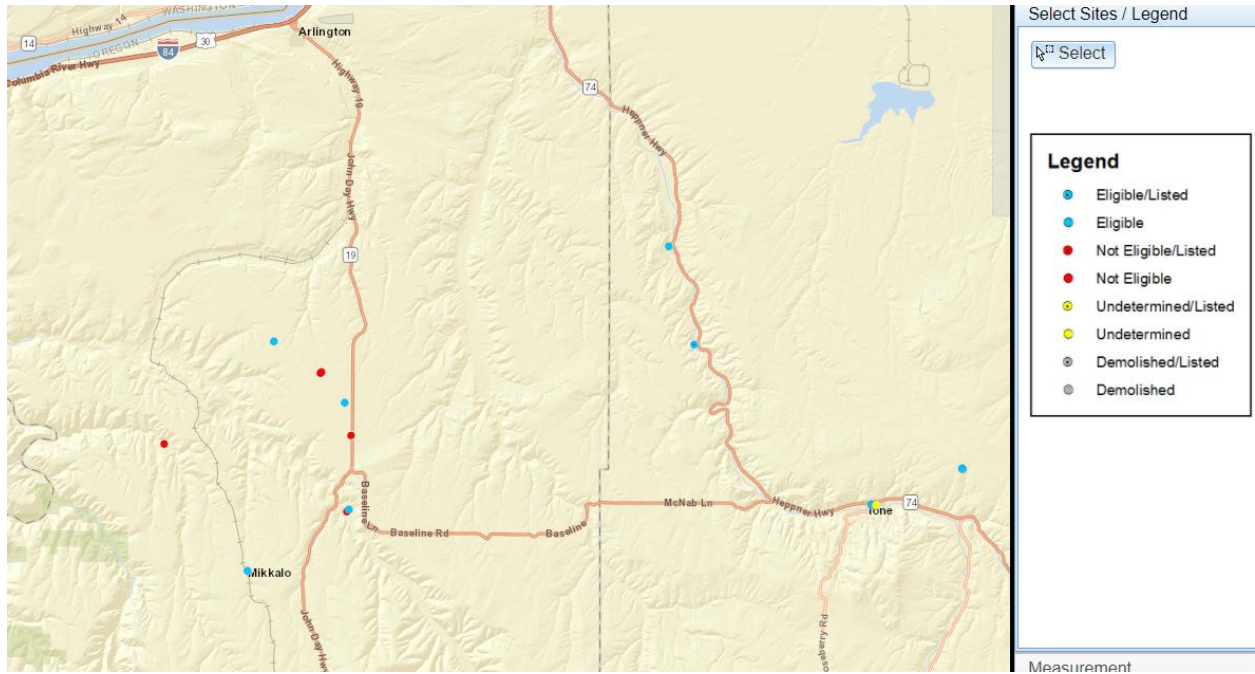 Highway 14
WASHINGTON
OREGON
14
30
84
Columbia River Hwy
Arlington
Highway 19
John Day Hwy
19
74
Heppner Hwy
Baseline Ln
Baseline Rd
Baseline
McNab Ln
Heppner Hwy
74
Ione
Mikkalo
John Day Hwy
Select Sites / Legend
Select
Legend
Eligible/Listed
Eligible
Not Eligible/Listed
Not Eligible
Undetermined/Listed
Undetermined
Demolished/Listed
Demolished
Measurement